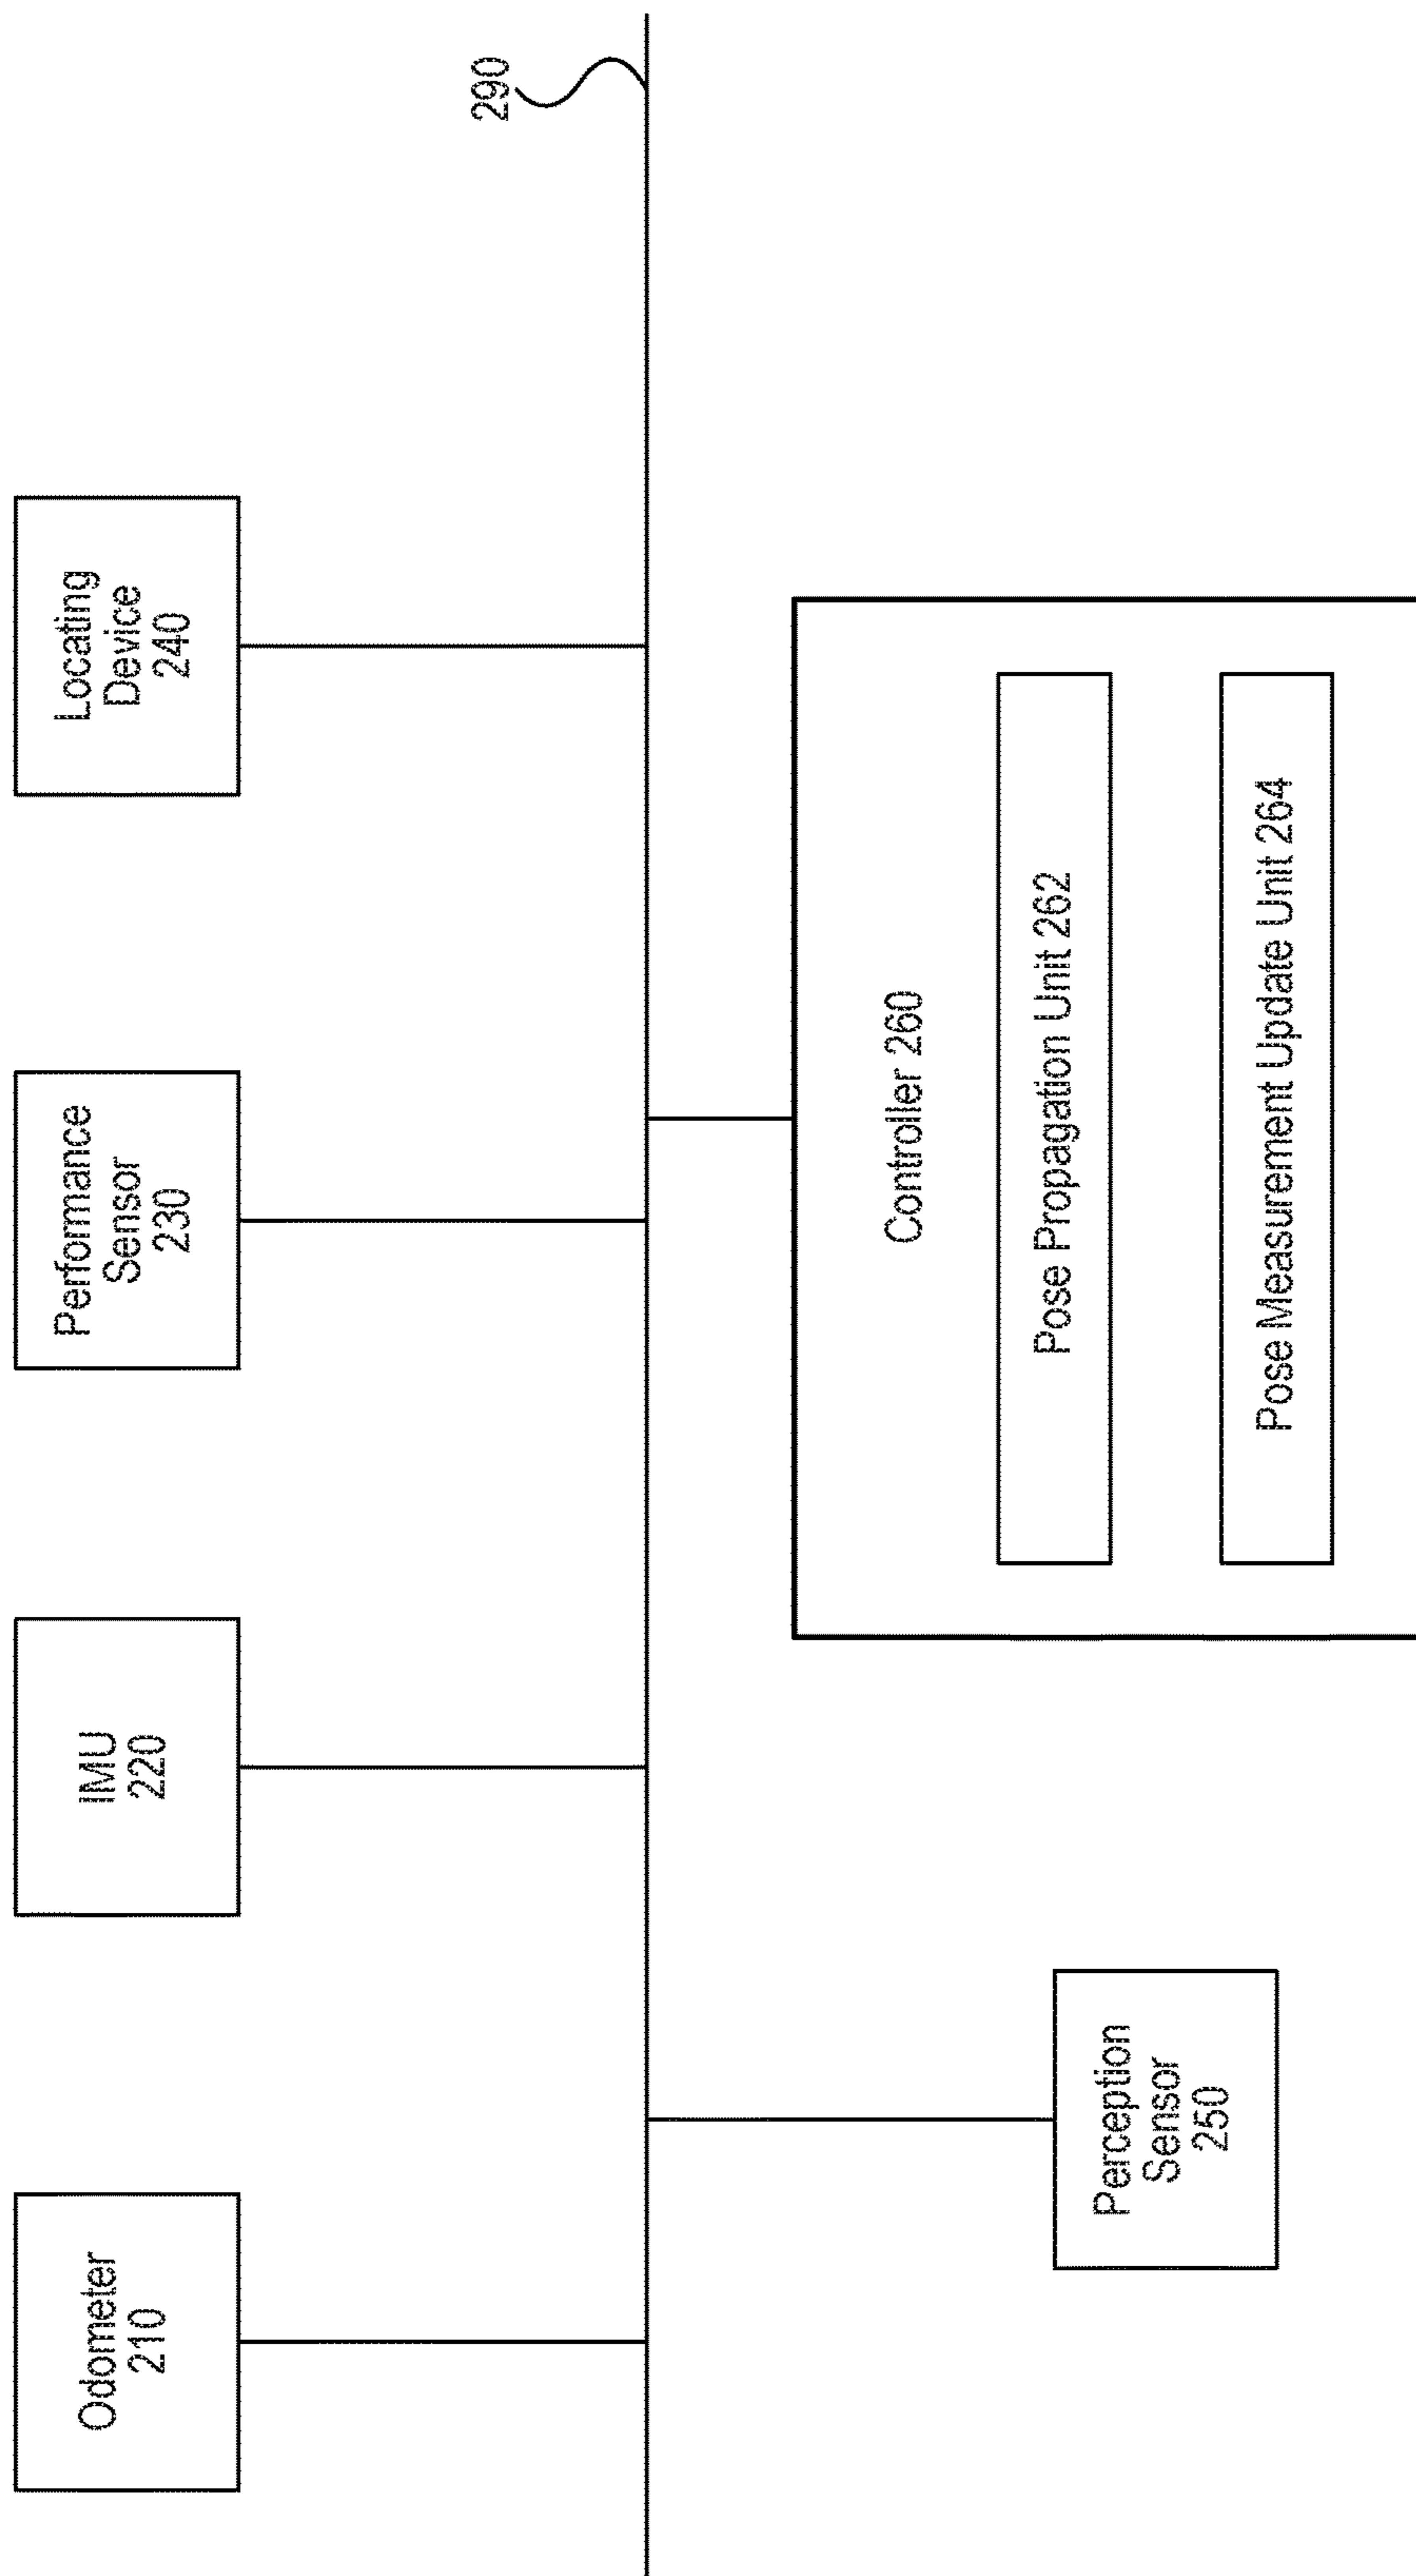 290
Odometer
210
IMU
220
Performance
Sensor
230
Locating
Device
240
Perception
Sensor
250
Controller 260
Pose Propagation Unit 262
Pose Measurement Update Unit 264